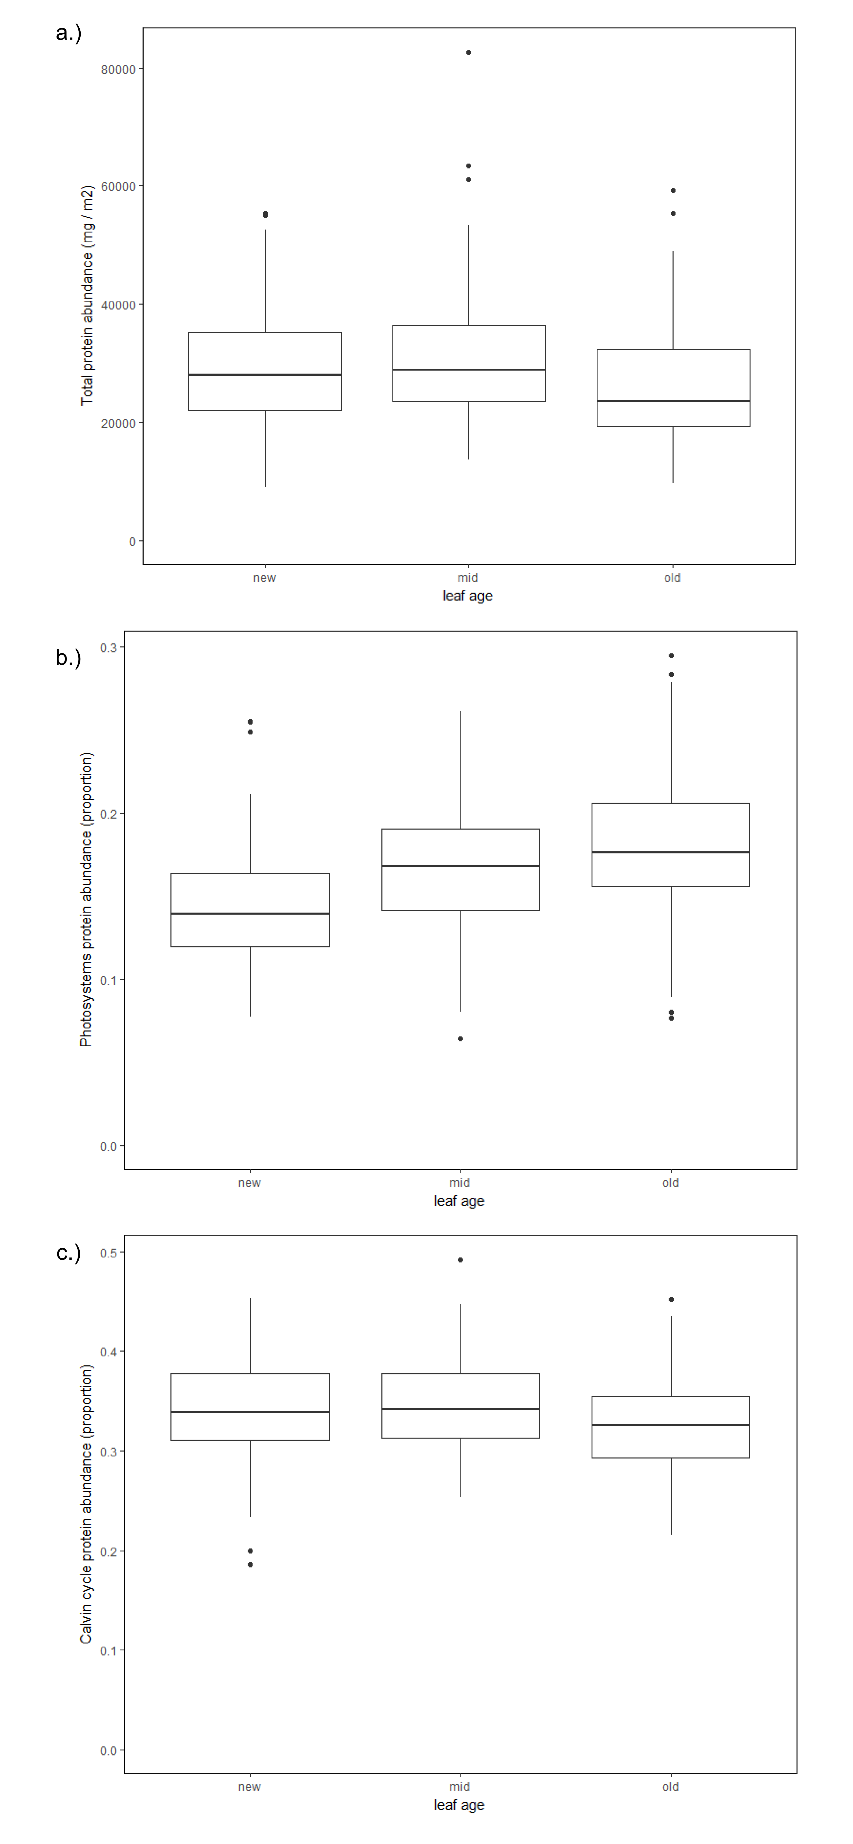 a.)
Total protein abundance (mg / m2)
80000
60000
40000
20000
0
new mid old
leaf age
b.)
Photosystems protein abundance (proportion)
0.3
0.2
0.1
0.0
new mid old
leaf age
c.)
Calvin cycle protein abundance (proportion)
0.5
0.4
0.3
0.2
0.1
0.0
new mid old
leaf age